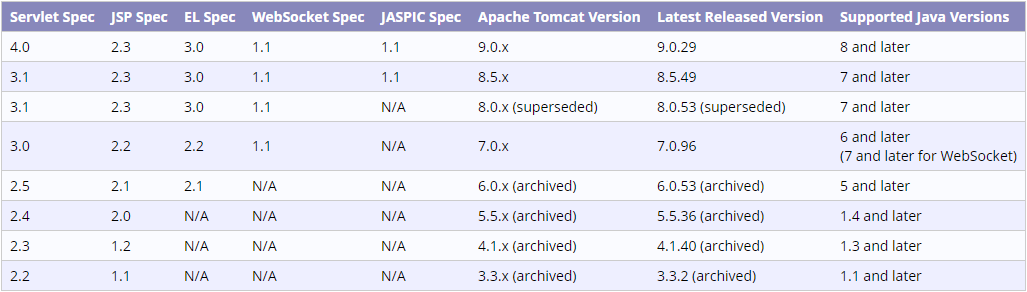 Servlet Spec JSP Spec EL Spec WebSocket Spec JASPIC Spec Apache Tomcat Version Latest Released Version Supported Java Versions
4.0 2.3 3.0 1.1 1.1 9.0.x 9.0.29 8 and later
3.1 2.3 3.0 1.1 1.1 8.5.x 8.5.49 7 and later
3.1 2.3 3.0 1.1 N/A 8.0.x (superseded) 8.0.53 (superseded) 7 and later
3.0 2.2 2.2 1.1 N/A 7.0.x 7.0.96 6 and later
(7 and later for WebSocket)
2.5 2.1 2.1 N/A N/A 6.0.x (archived) 6.0.53 (archived) 5 and later
2.4 2.0 N/A N/A N/A 5.5.x (archived) 5.5.36 (archived) 1.4 and later
2.3 1.2 N/A N/A N/A 4.1.x (archived) 4.1.40 (archived) 1.3 and later
2.2 1.1 N/A N/A N/A 3.3.x (archived) 3.3.2 (archived) 1.1 and later